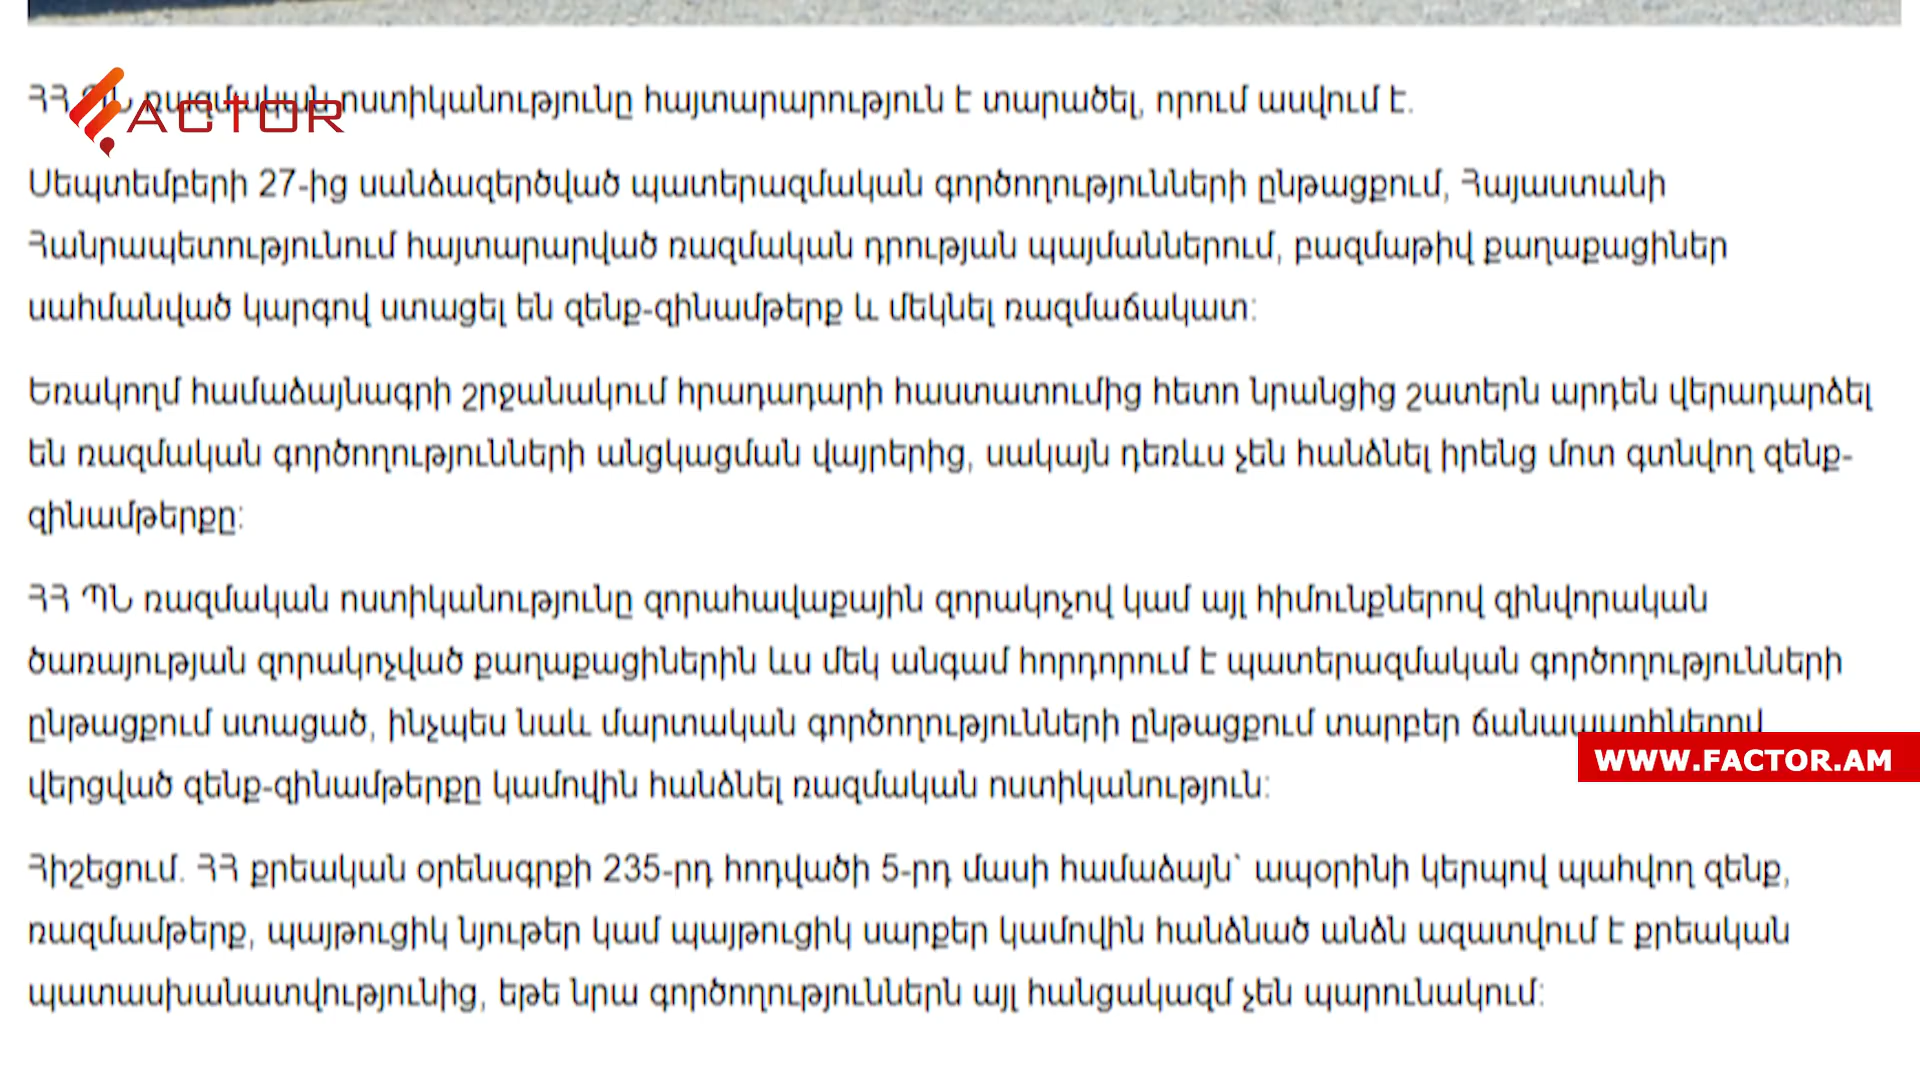 ՀՀ ՊՆ ռազմական ոստիկանությունը հայտարարություն է տարածել, որում ասվում է.
ACTOR
Սեպտեմբերի 27-ից սանձազերծված պատերազմական գործողությունների ընթացքում, Հայաստանի
Հանրապետությունում հայտարարված ռազմական դրության պայմաններում, բազմաթիվ քաղաքացիներ
սահմանված կարգով ստացել են զենք-զինամթերք և մեկնել ռազմաճակատ:
Եռակողմ համաձայնագրի շրջանակում հրադադարի հաստատումից հետո նրանցից շատերն արդեն վերադարձել
են ռազմական գործողությունների անցկացման վայրերից, սակայն դեռևս չեն հանձնել իրենց մոտ գտնվող զենք-
զինամթերքը:
ՀՀ ՊՆ ռազմական ոստիկանությունը զորահավաքային զորակոչով կամ այլ հիմունքներով զինվորական
ծառայության զորակոչված քաղաքացիներին ևս մեկ անգամ հորդորում է պատերազմական գործողությունների
ընթացքում ստացած, ինչպես նաև մարտական գործողությունների ընթացքում տարբեր ճանապարհներով
WWW.FACTOR.AM
վերցված զենք-զինամթերքը կամովին հանձնել ռազմական ոստիկանություն:
Հիշեցում. ՀՀ քրեական օրենսգրքի 235-րդ հոդվածի 5-րդ մասի համաձայն` ապօրինի կերպով պահվող զենք,
ռազմամթերք, պայթուցիկ նյութեր կամ պայթուցիկ սարքեր կամովին հանձնած անձն ազատվում է քրեական
պատասխանատվությունից, եթե նրա գործողություններն այլ հանցակազմ չեն պարունակում: